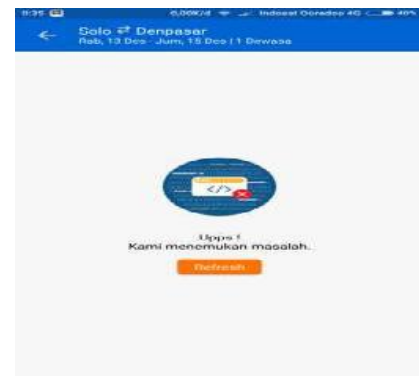 Solo ⇄ Denpasar
Rab, 13 Des - Jum, 15 Des | 1 Dewasa
</>
Upps !
Kami menemukan masalah.
Refresh